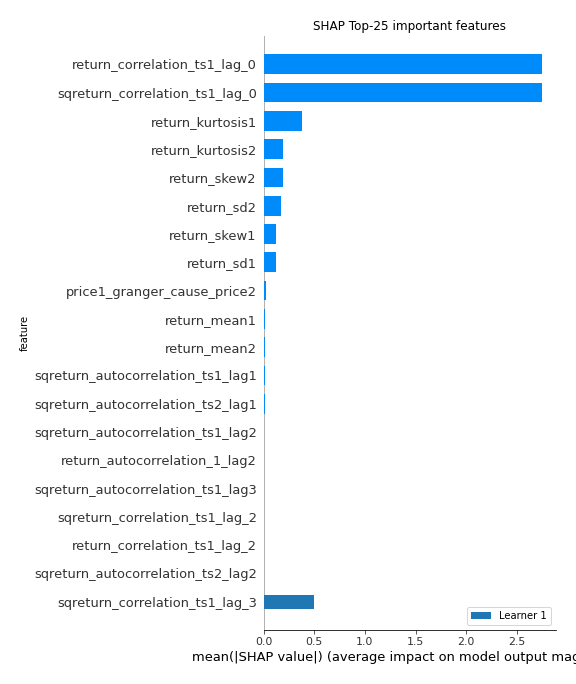 SHAP Top-25 important features
return_correlation_ts1_lag_0
sqreturn_correlation_ts1_lag_0
return_kurtosis1
return_kurtosis2
return_skew2
return_sd2
return_skew1
return_sd1
price1_granger_cause_price2
return_mean1
return_mean2
sqreturn_autocorrelation_ts1_lag1
sqreturn_autocorrelation_ts2_lag1
sqreturn_autocorrelation_ts1_lag2
return_autocorrelation_1_lag2
sqreturn_autocorrelation_ts1_lag3
sqreturn_correlation_ts1_lag_2
return_correlation_ts1_lag_2
sqreturn_autocorrelation_ts2_lag2
sqreturn_correlation_ts1_lag_3
feature
Learner 1
0.0 0.5 1.0 1.5 2.0 2.5
mean(|SHAP value|) (average impact on model output mag